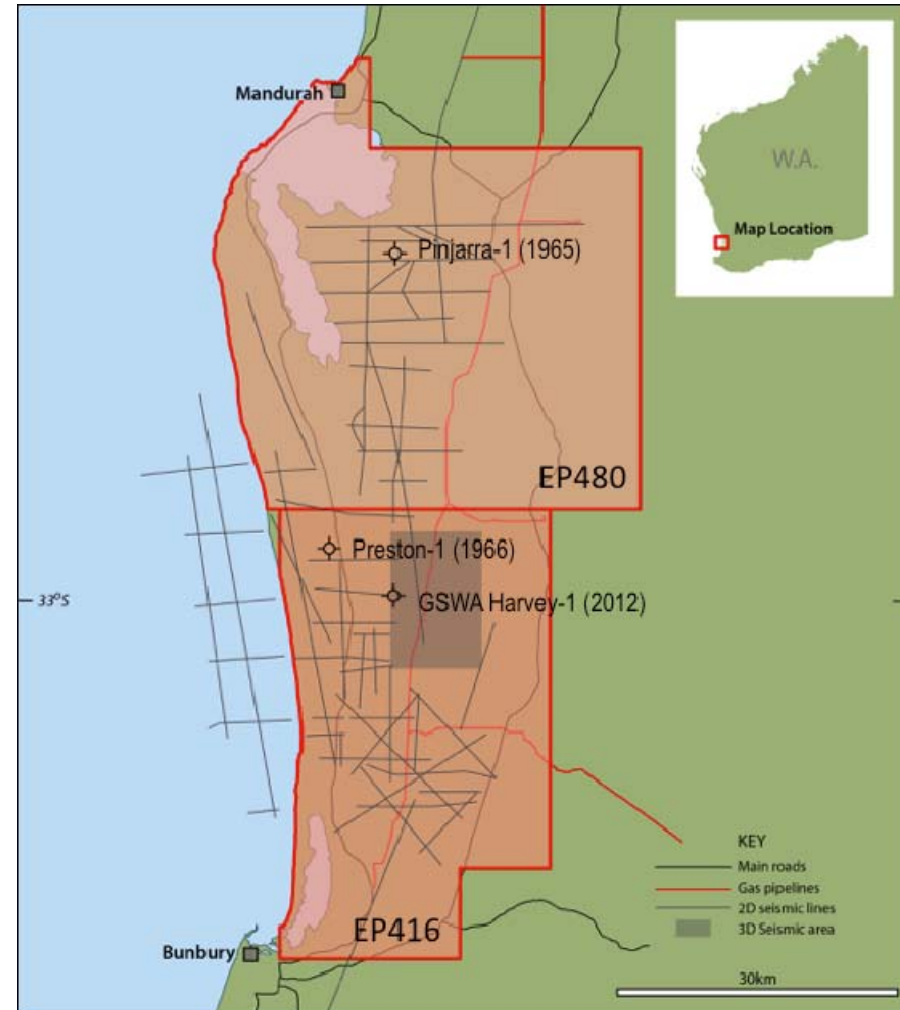 Mandurah
W.A.
Map Location
Pinjarra-1 (1965)
EP480
Preston-1 (1966)
33°S
GSWA Harvey-1 (2012)
KEY
Main roads
Gas pipelines
2D seismic lines
3D Seismic area
EP416
Bunbury
30km